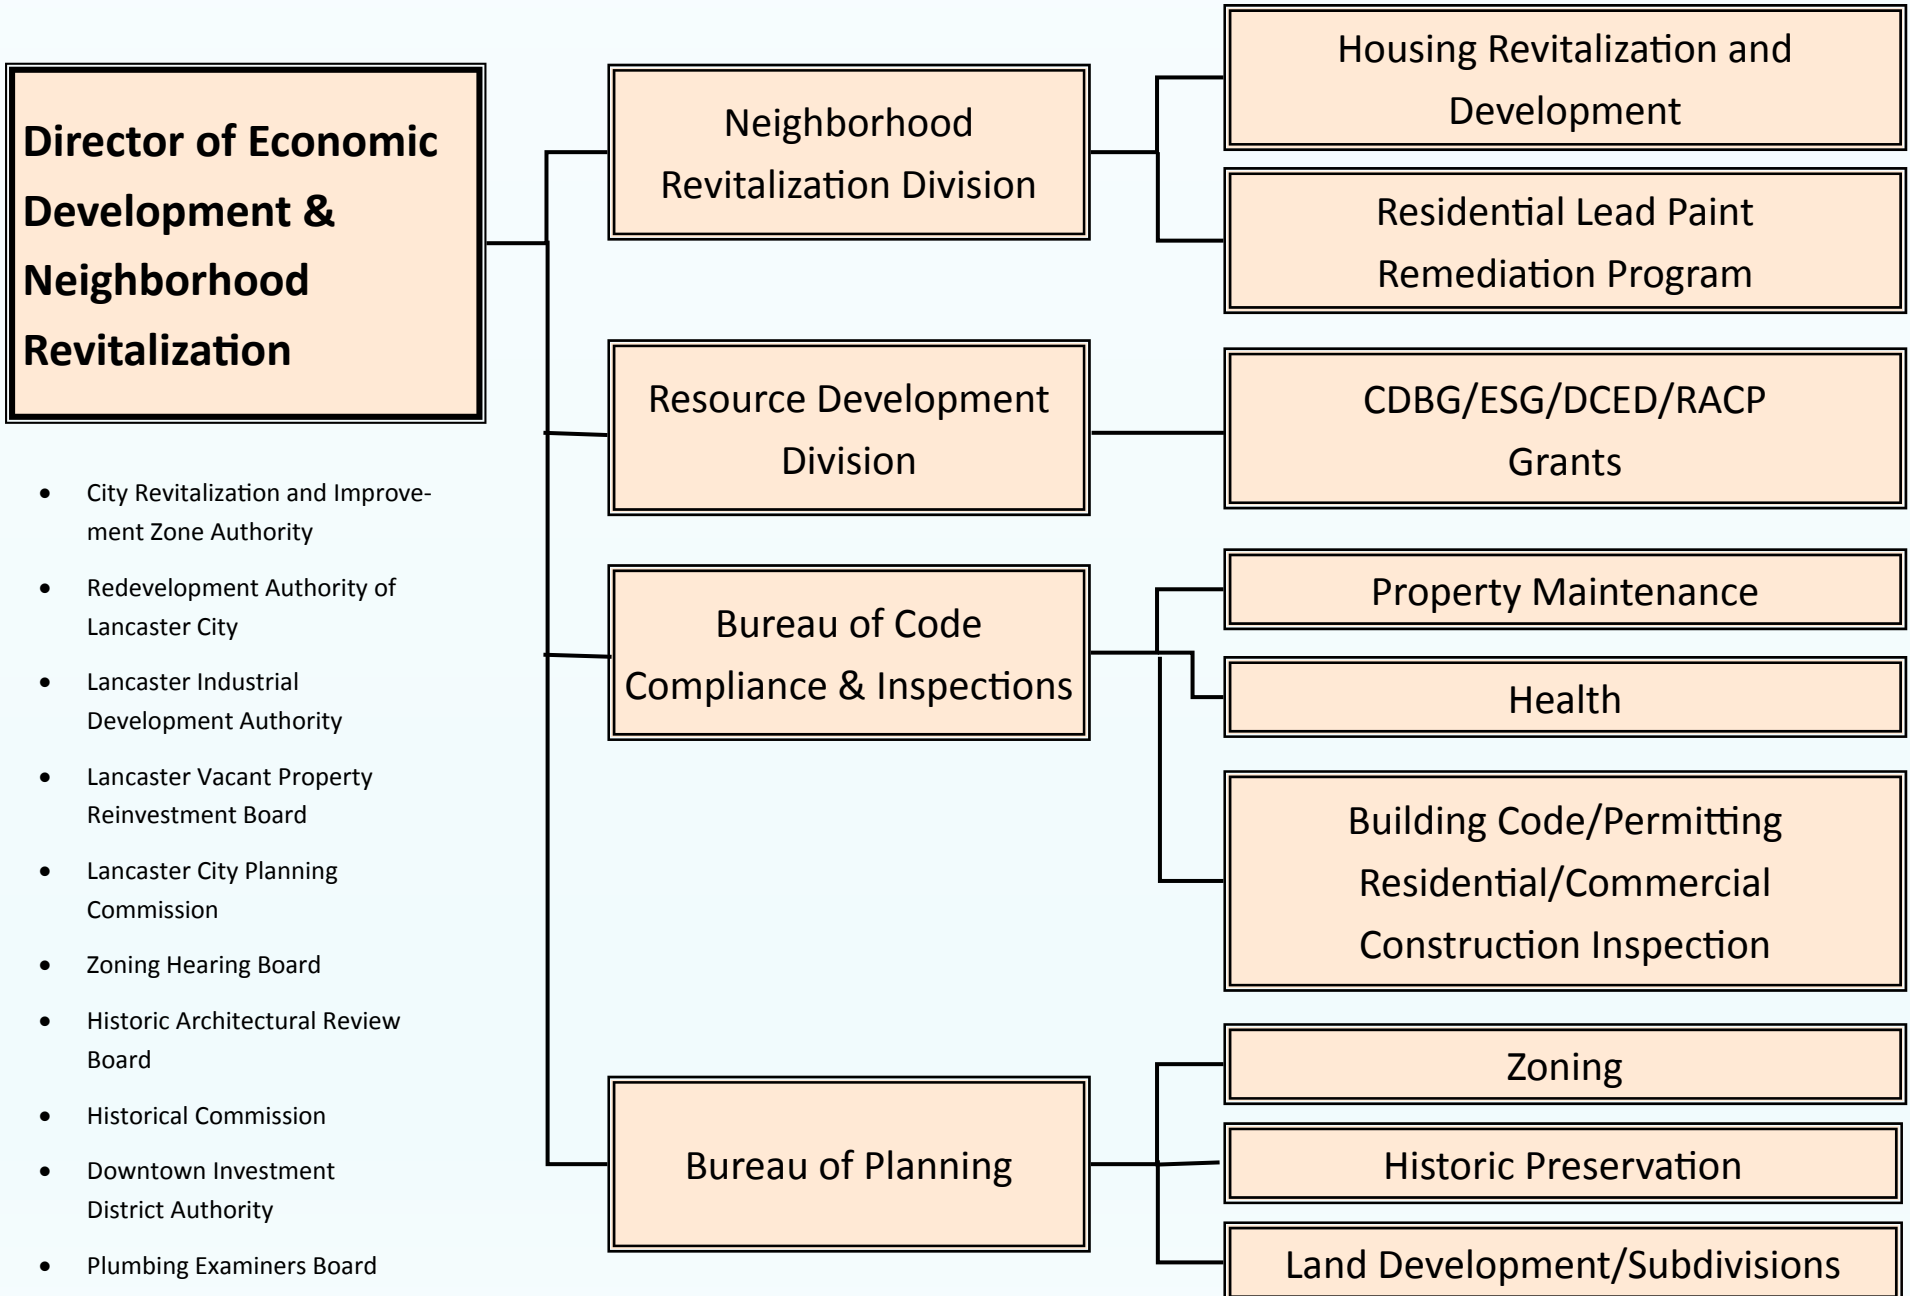 Director of Economic
Development &
Neighborhood
Revitalization
• City Revitalization and Improve-
ment Zone Authority
• Redevelopment Authority of
Lancaster City
• Lancaster Industrial
Development Authority
• Lancaster Vacant Property
Reinvestment Board
• Lancaster City Planning
Commission
• Zoning Hearing Board
• Historic Architectural Review
Board
• Historical Commission
• Downtown Investment
District Authority
• Plumbing Examiners Board
Neighborhood
Revitalization Division
Housing Revitalization and
Development
Residential Lead Paint
Remediation Program
Resource Development
Division
CDBG/ESG/DCED/RACP
Grants
Bureau of Code
Compliance & Inspections
Property Maintenance
Health
Building Code/Permitting
Residential/Commercial
Construction Inspection
Bureau of Planning
Zoning
Historic Preservation
Land Development/Subdivisions